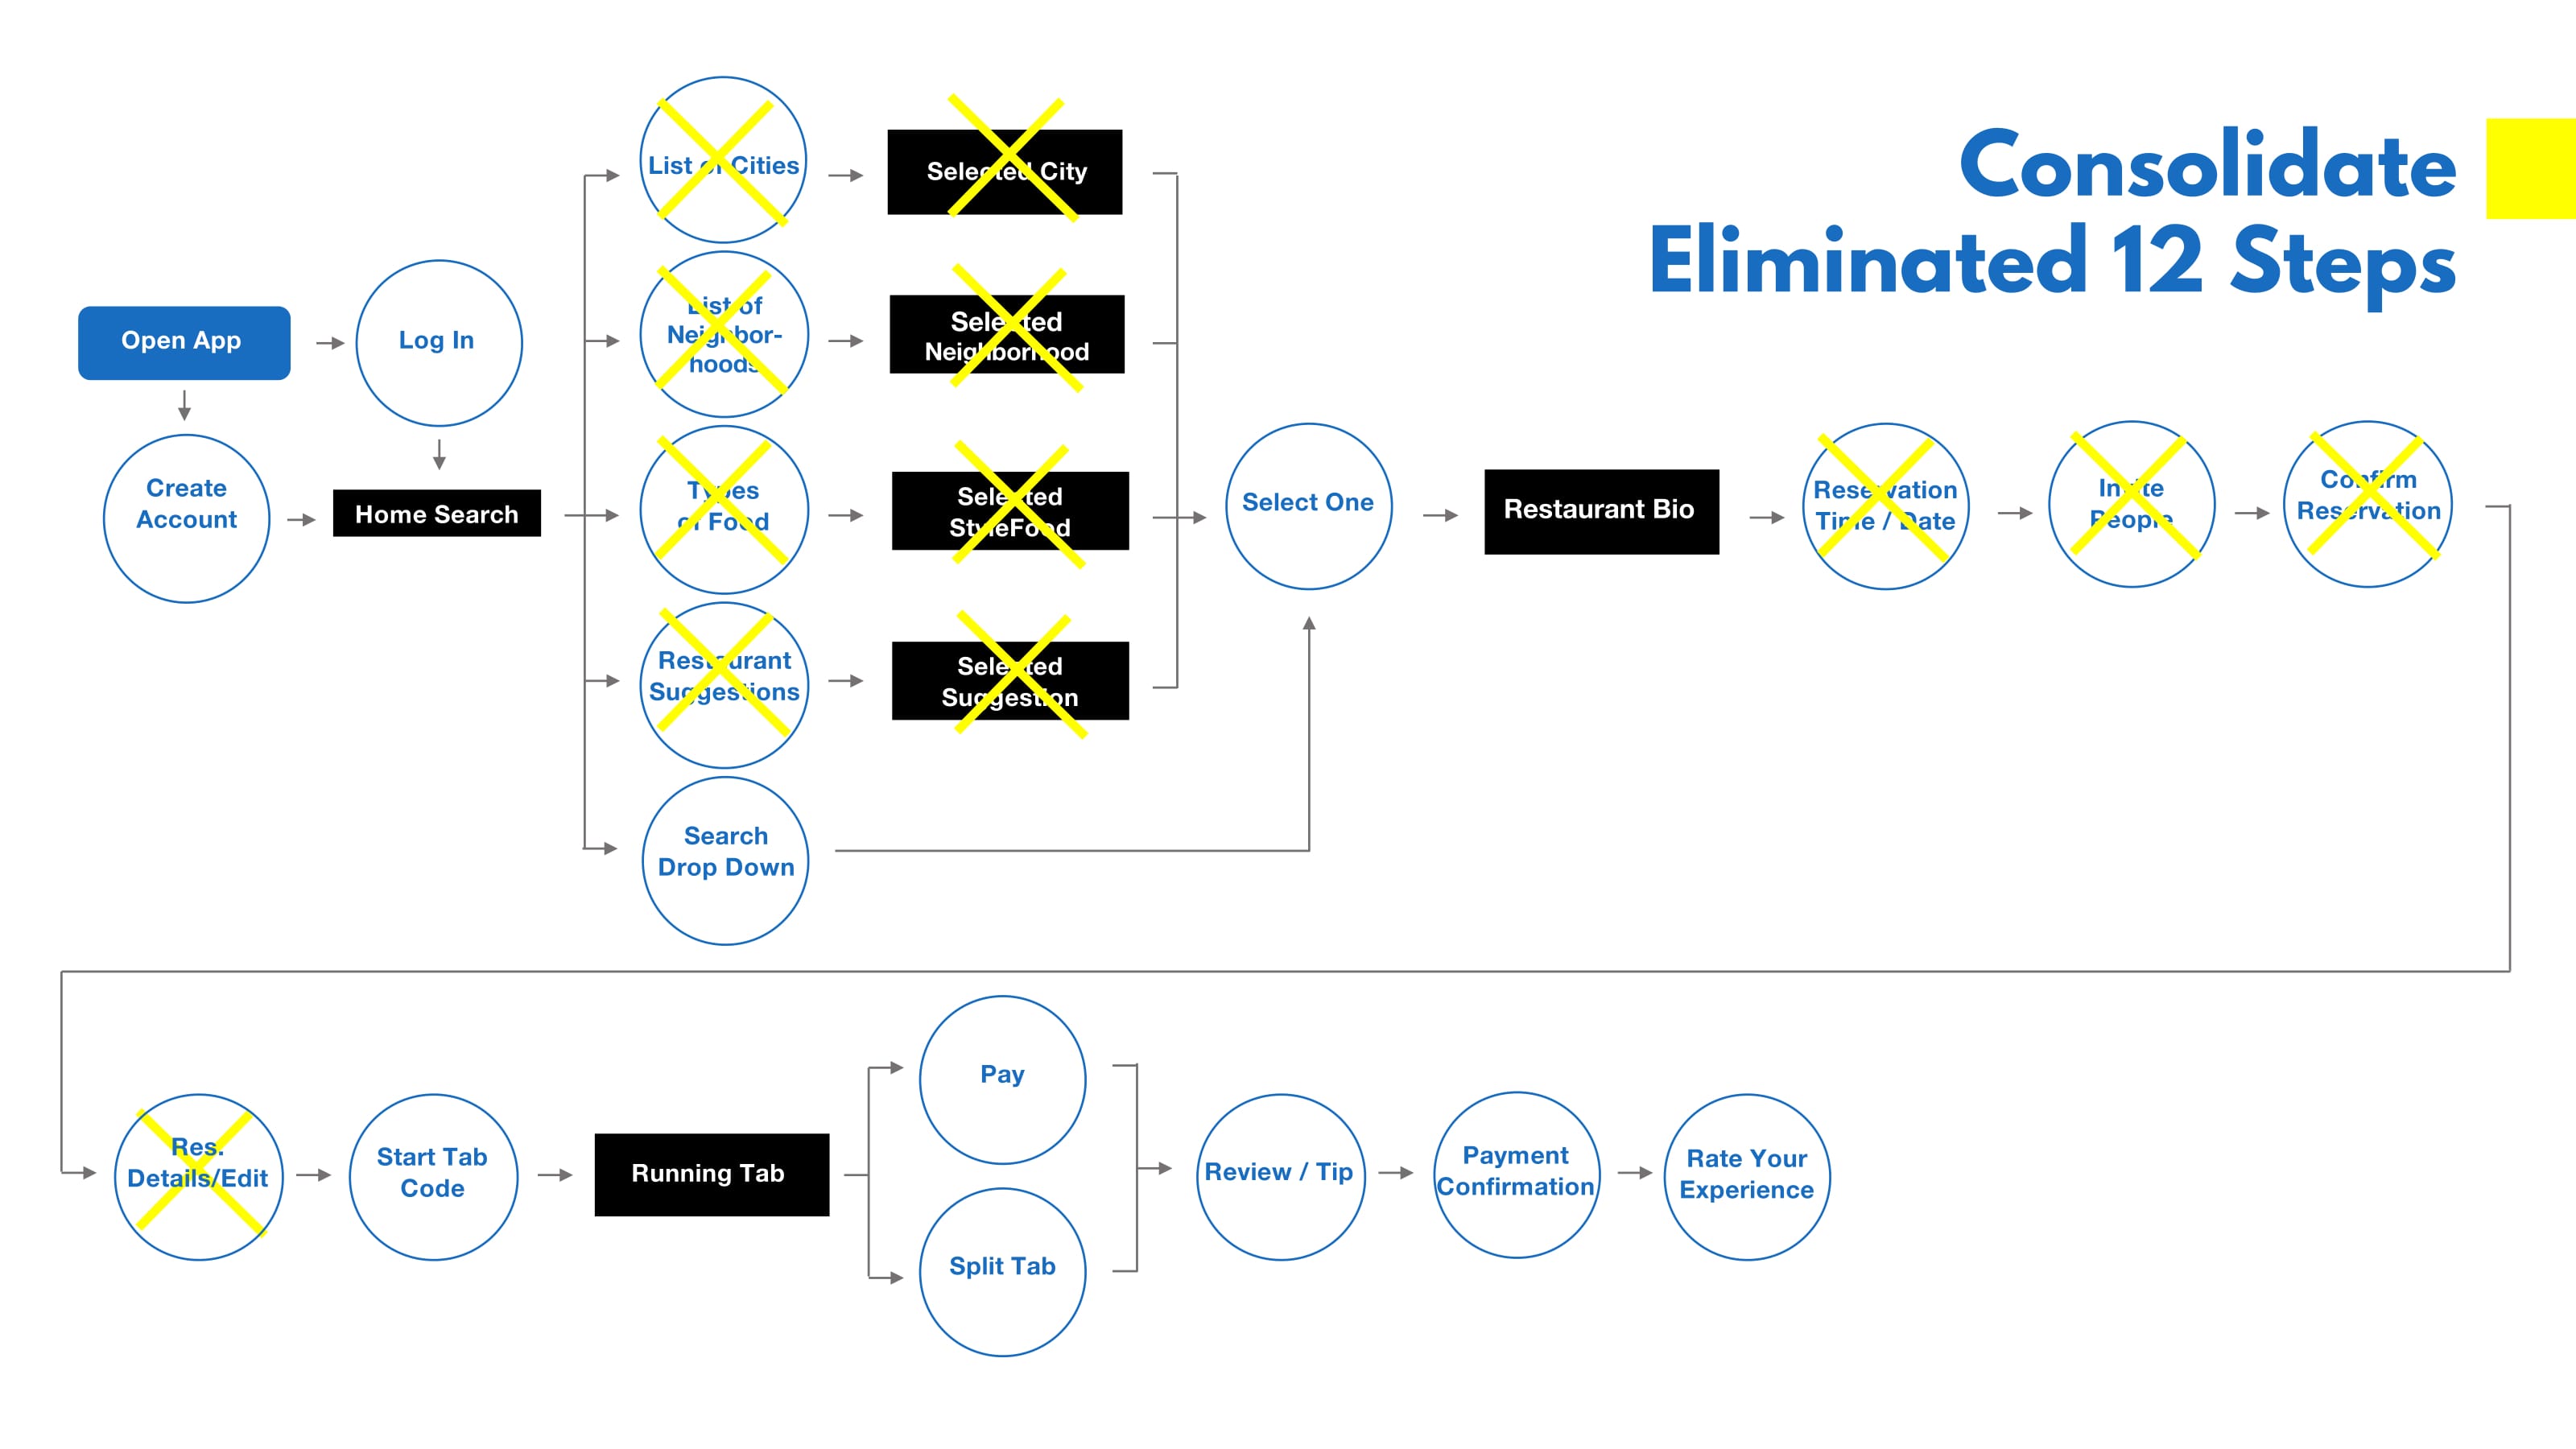 Consolidate
Eliminated 12 Steps
Open App
Log In
Create
Account
Home Search
List of Cities
Selected City
List of
Neighbor-
hoods
Selected
Neighborhood
Types
of Food
Selected
StyleFood
Restaurant
Suggestions
Selected
Suggestion
Search
Drop Down
Select One
Restaurant Bio
Reservation
Time / Date
Invite
People
Confirm
Reservation
Res.
Details/Edit
Start Tab
Code
Running Tab
Pay
Split Tab
Review / Tip
Payment
Confirmation
Rate Your
Experience